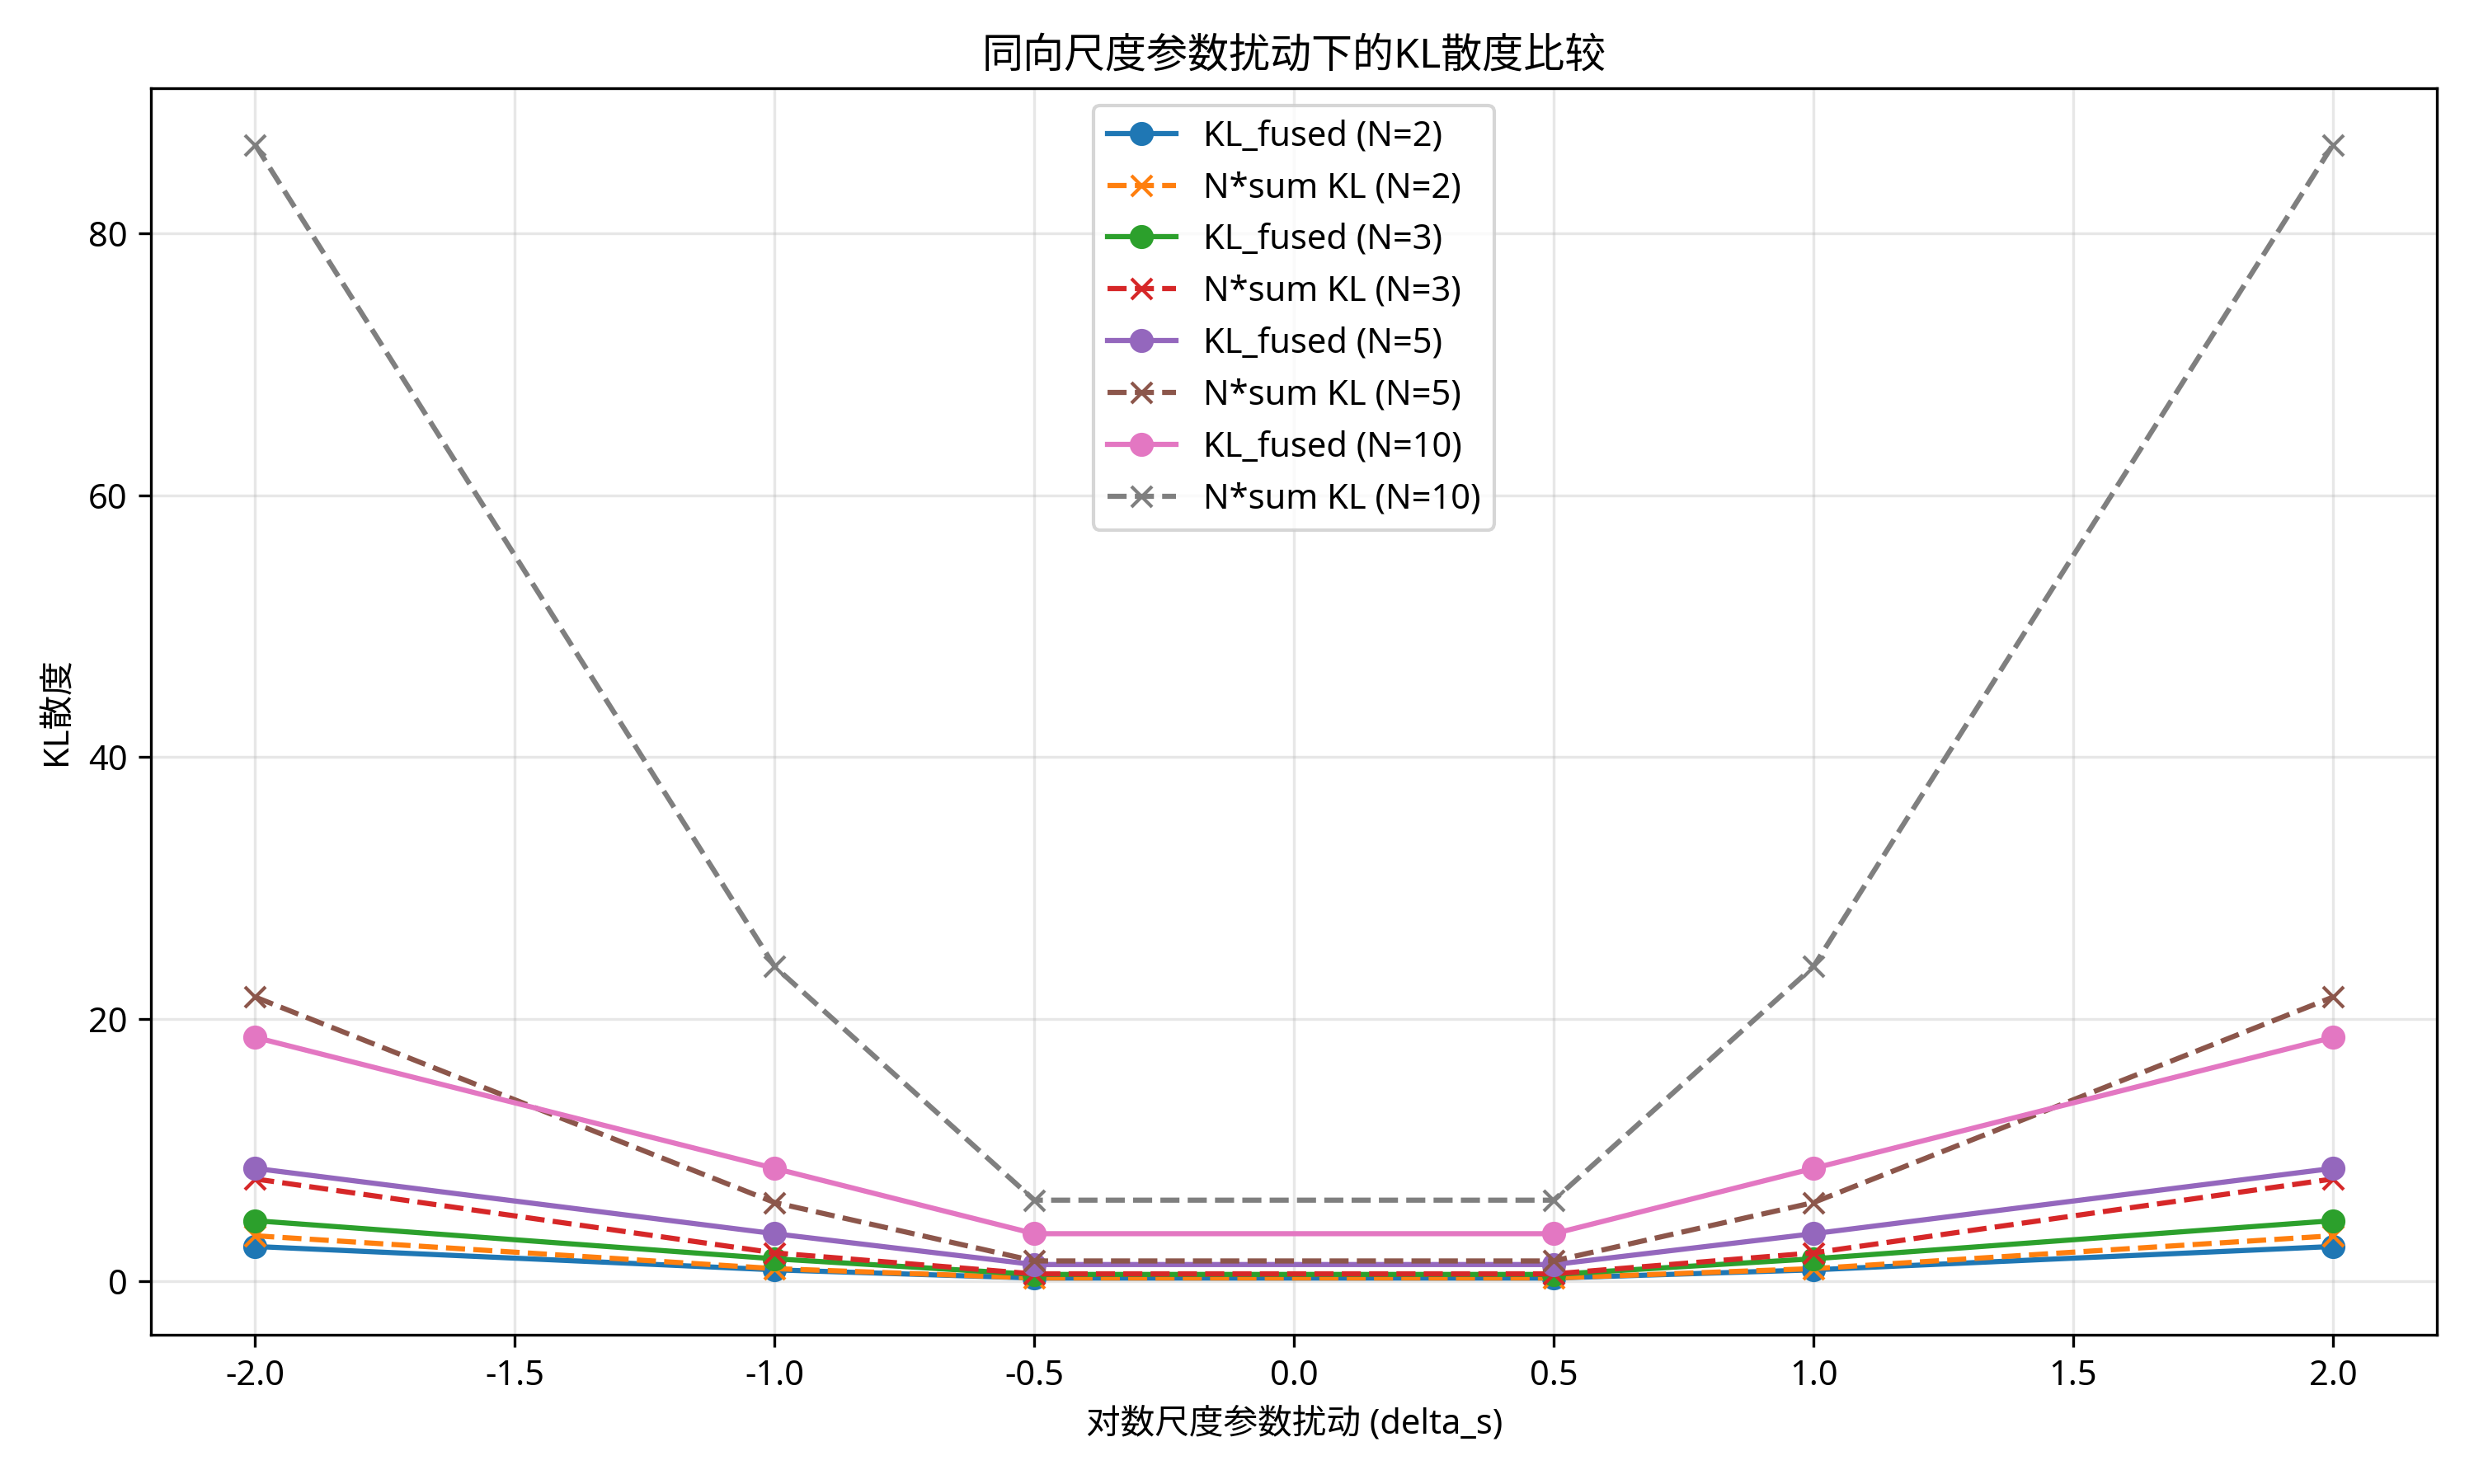 同向尺度参数扰动下的KL散度比较
KL_fused (N=2)
N*sum KL (N=2)
KL_fused (N=3)
N*sum KL (N=3)
KL_fused (N=5)
N*sum KL (N=5)
KL_fused (N=10)
N*sum KL (N=10)
KL散度
80
60
40
20
0
-2.0 -1.5 -1.0 -0.5 0.0 0.5 1.0 1.5 2.0
对数尺度参数扰动 (delta_s)